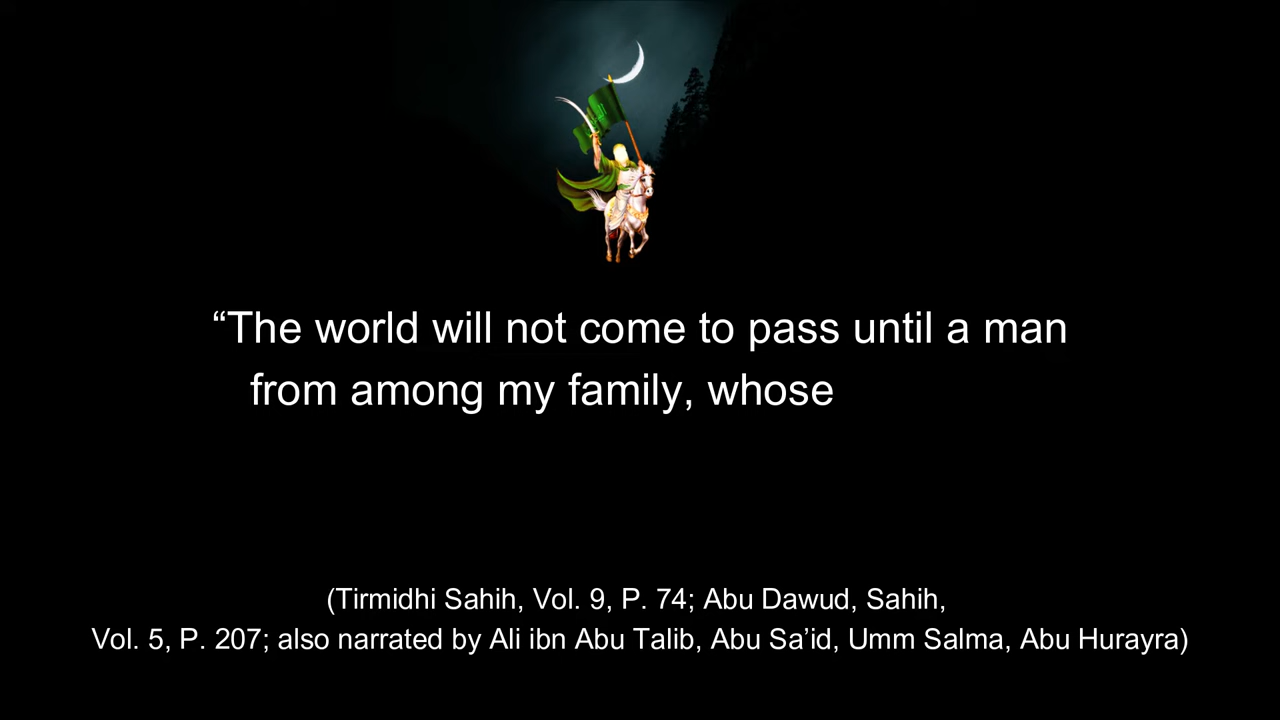 “The world will not come to pass until a man
from among my family, whose
(Tirmidhi Sahih, Vol. 9, P. 74; Abu Dawud, Sahih,
Vol. 5, P. 207; also narrated by Ali ibn Abu Talib, Abu Sa’id, Umm Salma, Abu Hurayra)